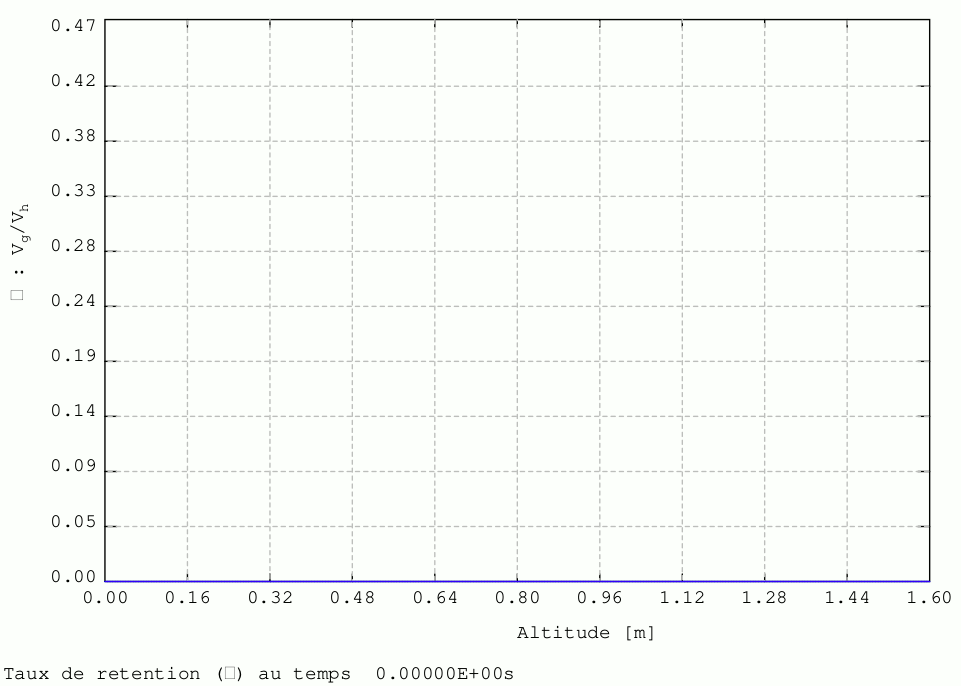 0.47
0.42
0.38
0.33
0.28
0.24
0.19
0.14
0.09
0.05
0.00
□ : Vg/Vh
0.00 0.16 0.32 0.48 0.64 0.80 0.96 1.12 1.28 1.44 1.60
Altitude [m]
Taux de retention (□) au temps 0.00000E+00s